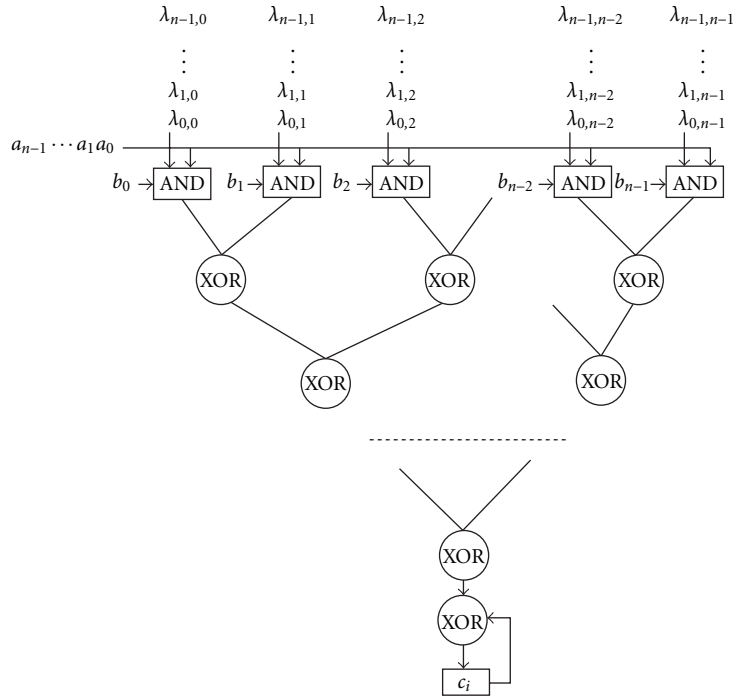 λn−1,0 λn−1,1 λn−1,2 λn−1,n−2 λn−1,n−1
⋮ ⋮ ⋮ ⋮ ⋮
λ1,0 λ1,1 λ1,2 λ1,n−2 λ1,n−1
λ0,0 λ0,1 λ0,2 λ0,n−2 λ0,n−1
an−1 ⋯ a1a0
b0 AND b1 AND b2 AND bn−2 AND bn−1 AND
XOR XOR XOR
XOR XOR
XOR
XOR
ci